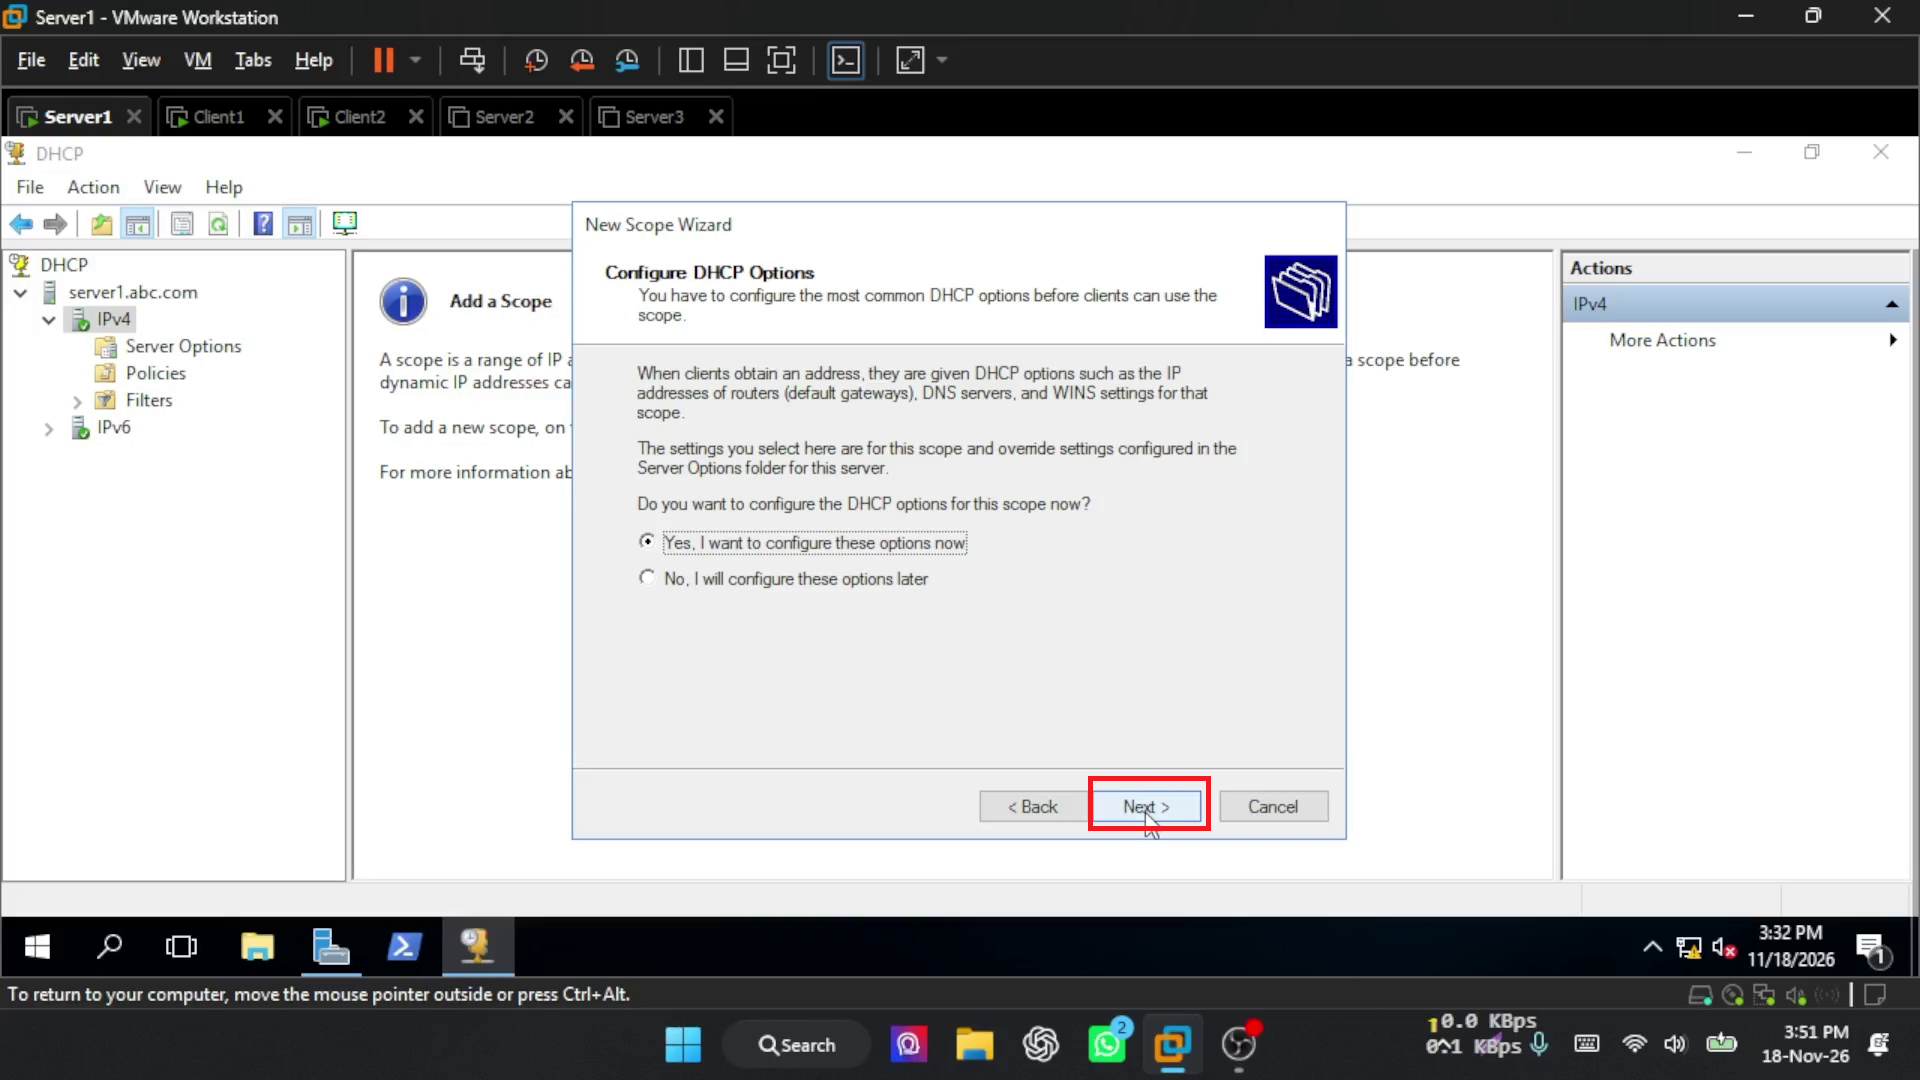 Server1 - VMware Workstation
File Edit View VM Tabs Help
Server1 Client1 Client2 Server2 Server3
DHCP
File Action View Help
DHCP
server1.abc.com
IPv4
Server Options
Policies
Filters
IPv6
Add a Scope
A scope is a range of IP a
a scope before
dynamic IP addresses ca
To add a new scope, on
For more information ab
New Scope Wizard
Configure DHCP Options
You have to configure the most common DHCP options before clients can use the
scope.
When clients obtain an address, they are given DHCP options such as the IP
addresses of routers (default gateways), DNS servers, and WINS settings for that
scope.
The settings you select here are for this scope and override settings configured in the
Server Options folder for this server.
Do you want to configure the DHCP options for this scope now?
Yes, I want to configure these options now
No, I will configure these options later
< Back Next > Cancel
Actions
IPv4
More Actions
3:32 PM
11/18/2026
1
To return to your computer, move the mouse pointer outside or press Ctrl+Alt.
Search
2
0.0 KBps
0.1 KBps
3:51 PM
18-Nov-26